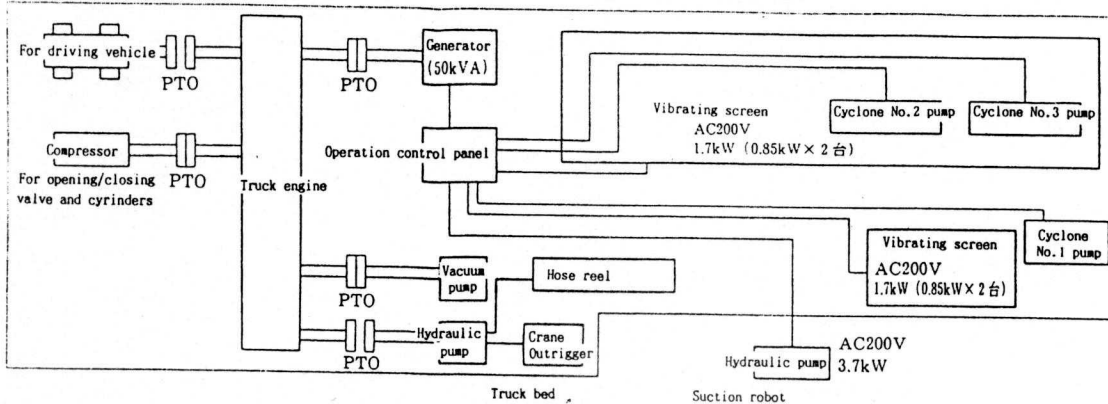 For driving vehicle
PTO
PTO
Generator
(50kVA)
Vibrating screen
AC200V
1.7kW (0.85kW×2台)
Cyclone No.2 pump
Cyclone No.3 pump
Compressor
PTO
For opening/closing
valve and cyrinders
Truck engine
Operation control panel
Vibrating screen
AC200V
1.7kW (0.85kW×2台)
Cyclone
No.1 pump
PTO
Vacuum
pump
Hose reel
PTO
Hydraulic
pump
Crane
Outrigger
Hydraulic pump
AC200V
3.7kW
Truck bed
Suction robot